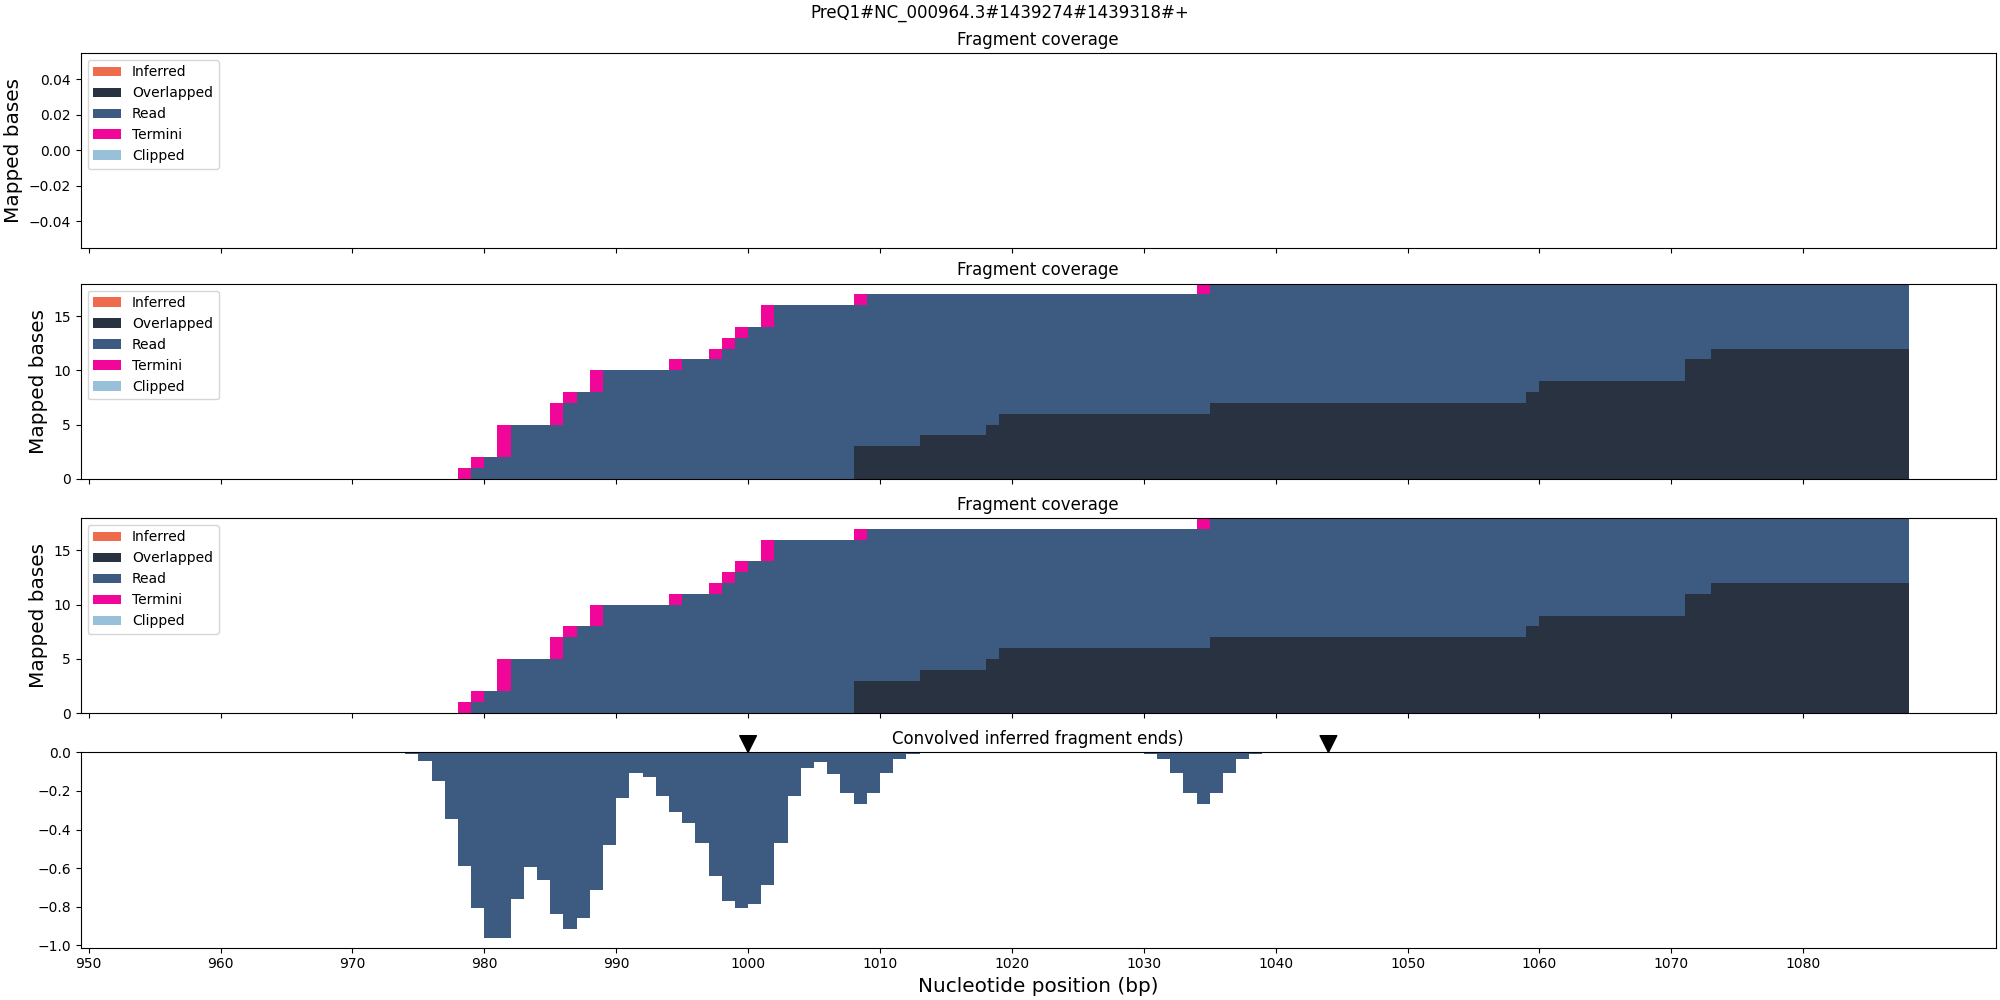 PreQ1#NC_000964.3#1439274#1439318#+
Fragment coverage
Mapped bases
0.04
0.02
0.00
−0.02
−0.04
Inferred
Overlapped
Read
Termini
Clipped
Fragment coverage
Mapped bases
15
10
5
0
Inferred
Overlapped
Read
Termini
Clipped
Fragment coverage
Mapped bases
15
10
5
0
Inferred
Overlapped
Read
Termini
Clipped
Convolved inferred fragment ends)
0.0
−0.2
−0.4
−0.6
−0.8
−1.0
950 960 970 980 990 1000 1010 1020 1030 1040 1050 1060 1070 1080
Nucleotide position (bp)